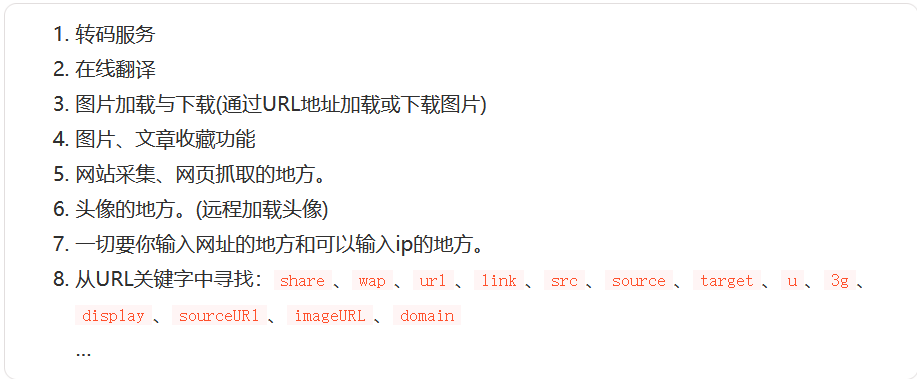 1. 转码服务
2. 在线翻译
3. 图片加载与下载(通过URL地址加载或下载图片)
4. 图片、文章收藏功能
5. 网站采集、网页抓取的地方。
6. 头像的地方。(远程加载头像)
7. 一切要你输入网址的地方和可以输入ip的地方。
8. 从URL关键字中寻找：share、wap、url、link、src、source、target、u、3g、
display、sourceURl、imageURL、domain
...